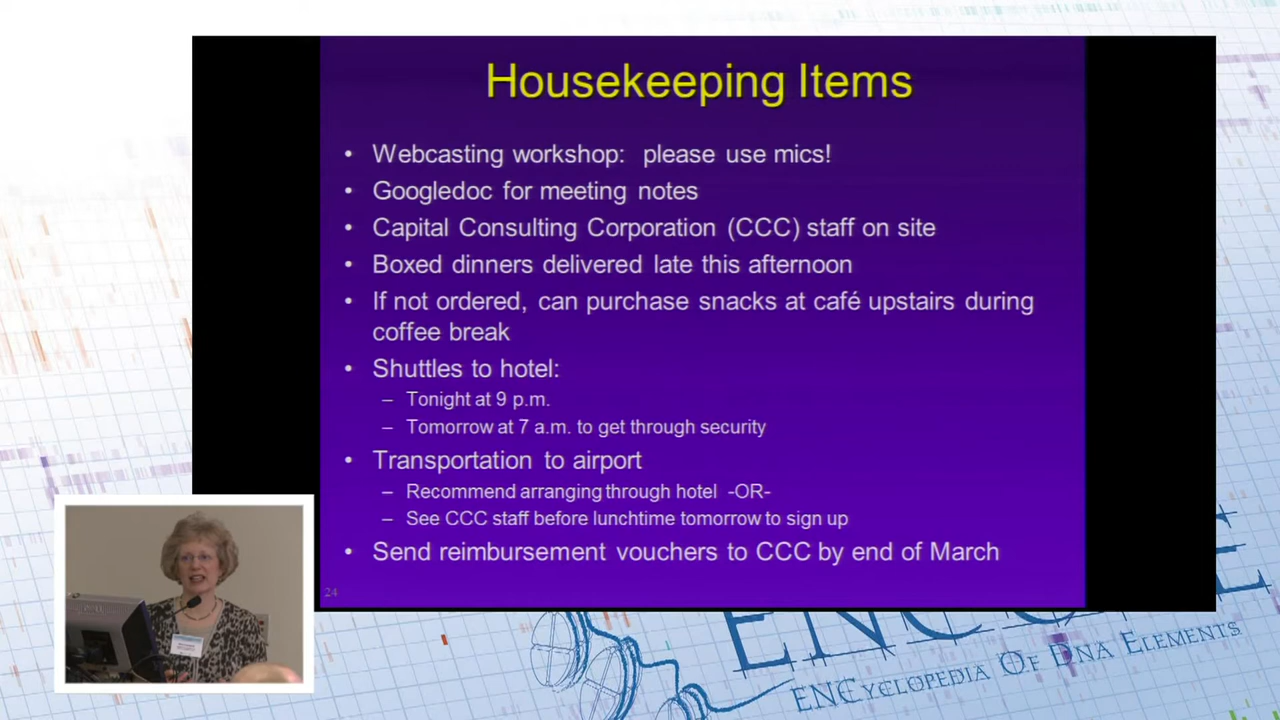 Housekeeping Items
• Webcasting workshop: please use mics!
• Googledoc for meeting notes
• Capital Consulting Corporation (CCC) staff on site
• Boxed dinners delivered late this afternoon
• If not ordered, can purchase snacks at café upstairs during
coffee break
• Shuttles to hotel:
– Tonight at 9 p.m.
– Tomorrow at 7 a.m. to get through security
• Transportation to airport
– Recommend arranging through hotel -OR-
– See CCC staff before lunchtime tomorrow to sign up
• Send reimbursement vouchers to CCC by end of March
24
ENCyclopedia Of Dna Elements